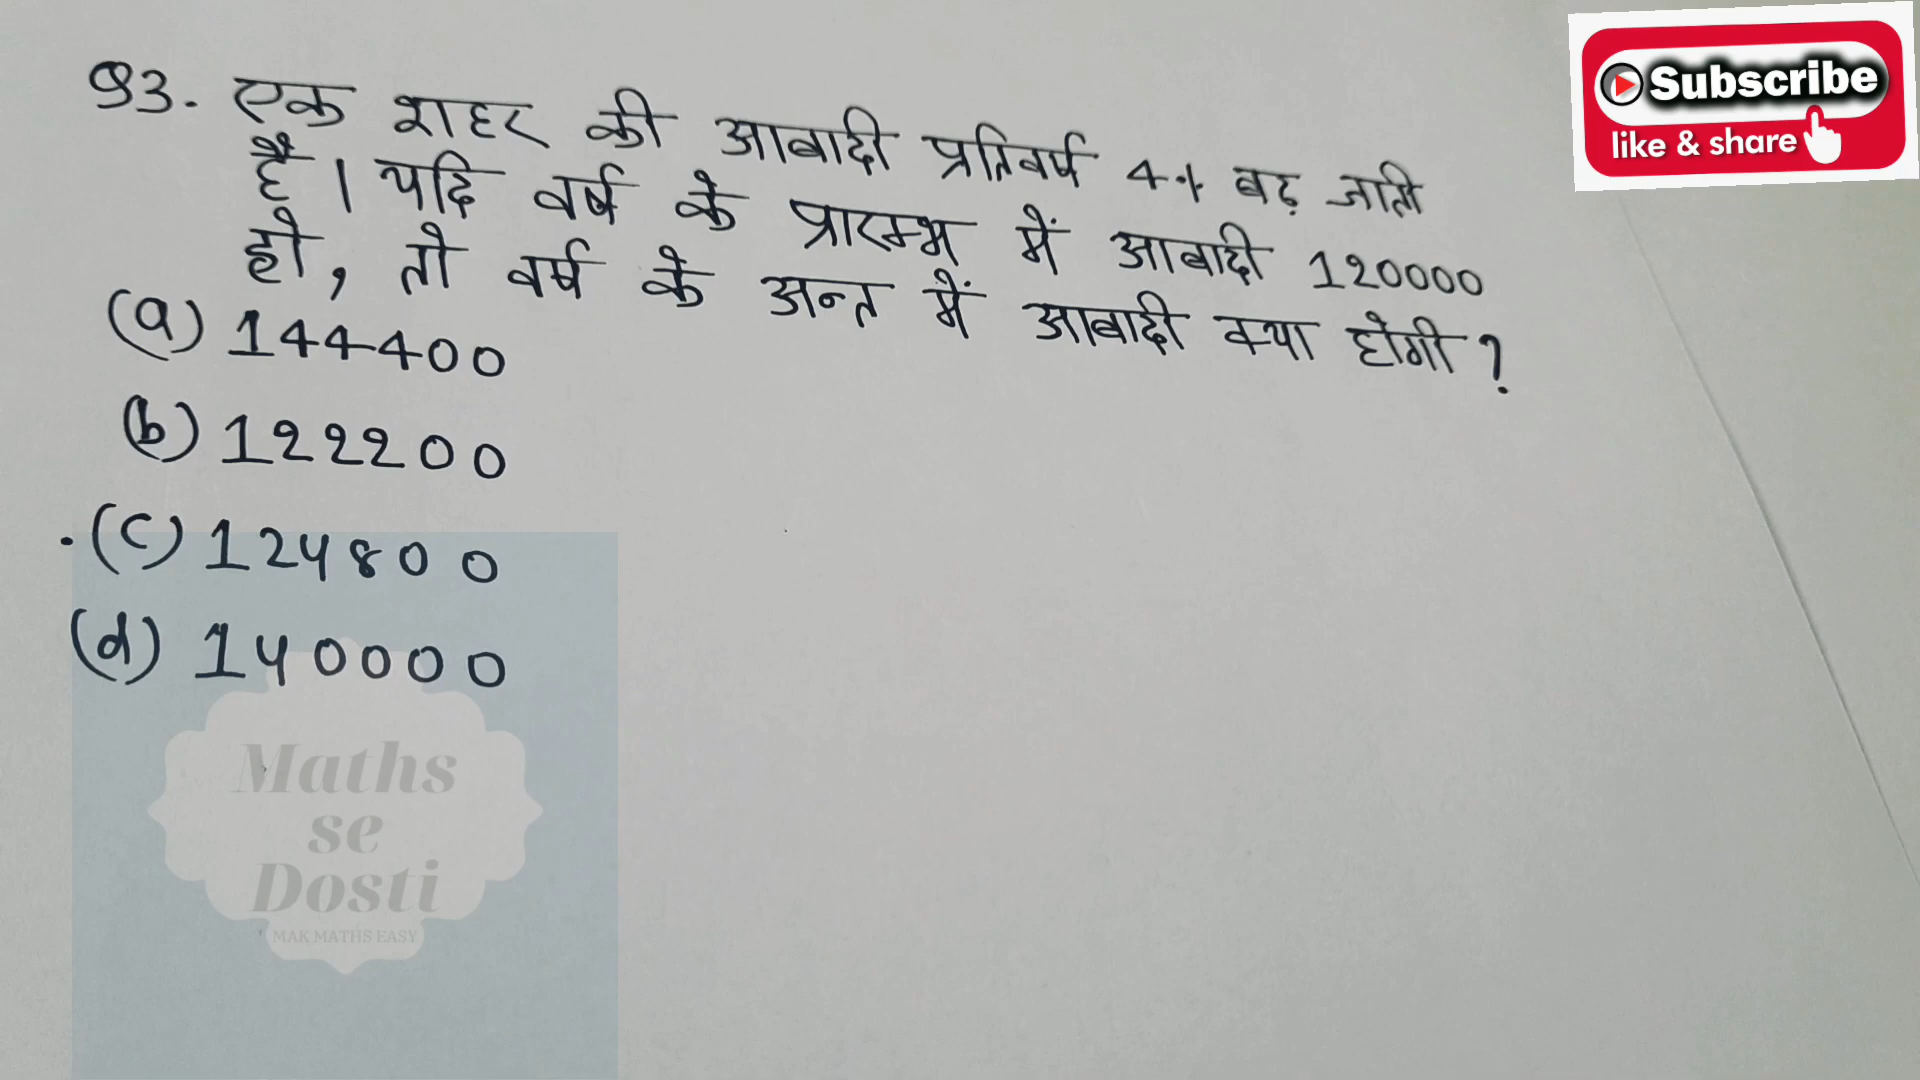 93. एक शहर की आबादी प्रतिवर्ष 4% बढ़ जाती
है। यदि वर्ष के प्रारम्भ में आबादी 120000
हो, तो वर्ष के अन्त में आबादी क्या होगी?
(a) 144400
(b) 122200
(c) 124800
(d) 140000
Subscribe
like & share
Maths
se
Dosti
MAK MATHS EASY